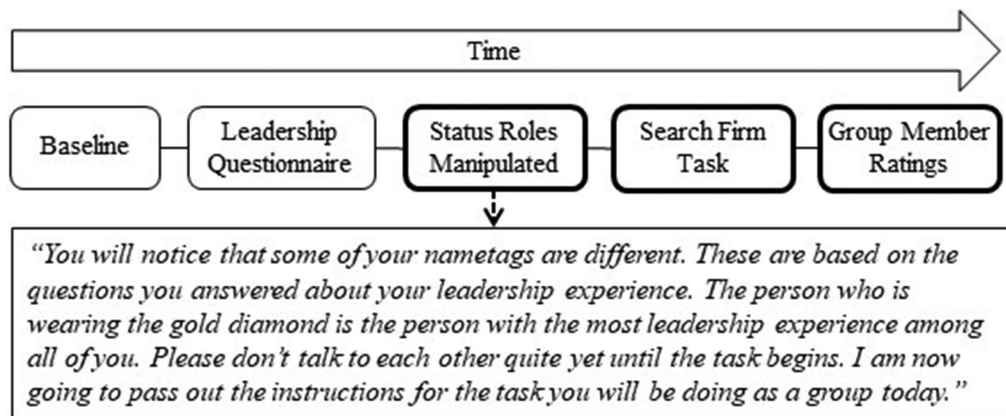 Time
Baseline
Leadership
Questionnaire
Status Roles
Manipulated
Search Firm
Task
Group Member
Ratings
“You will notice that some of your nametags are different. These are based on the
questions you answered about your leadership experience. The person who is
wearing the gold diamond is the person with the most leadership experience among
all of you. Please don’t talk to each other quite yet until the task begins. I am now
going to pass out the instructions for the task you will be doing as a group today.”